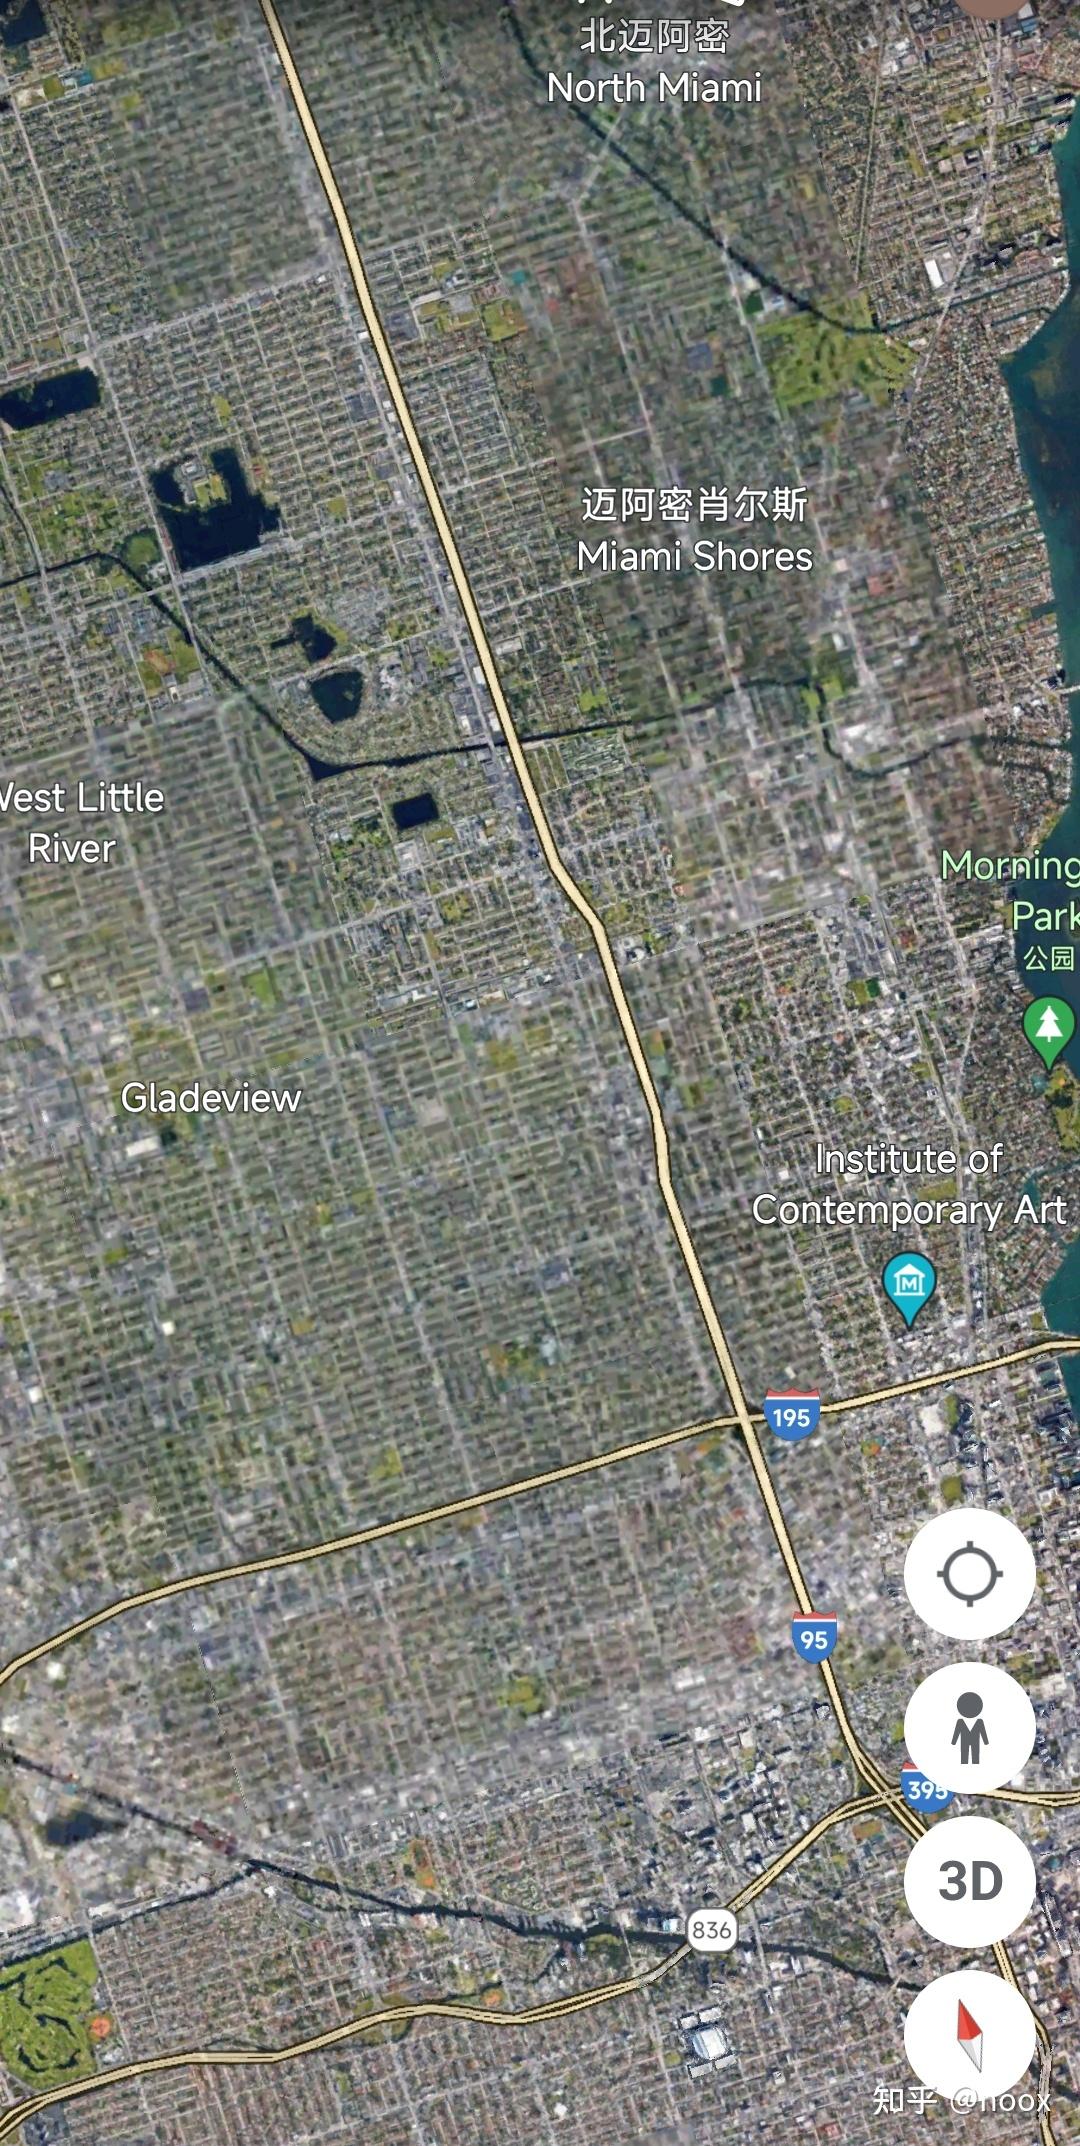 北迈阿密
North Miami
迈阿密肖尔斯
Miami Shores
West Little
River
Morning
Park
公园
Gladeview
Institute of
Contemporary Art
M
195
95
395
3D
836
知乎 @noox